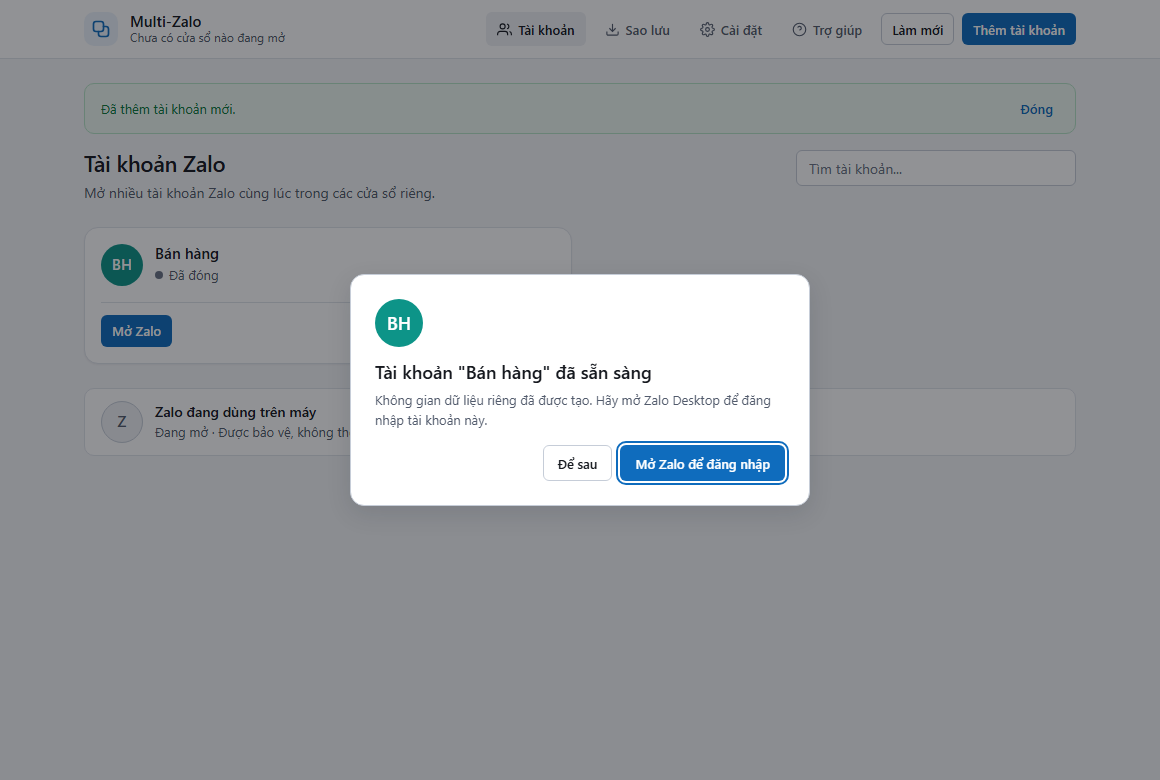 Multi-Zalo
Chưa có cửa sổ nào đang mở
Tài khoản
Sao lưu
Cài đặt
Trợ giúp
Làm mới
Thêm tài khoản
Đã thêm tài khoản mới.
Đóng
Tài khoản Zalo
Mở nhiều tài khoản Zalo cùng lúc trong các cửa sổ riêng.
Tìm tài khoản...
BH
Bán hàng
Đã đóng
Mở Zalo
Z
Zalo đang dùng trên máy
Đang mở · Được bảo vệ, không
BH
Tài khoản "Bán hàng" đã sẵn sàng
Không gian dữ liệu riêng đã được tạo. Hãy mở Zalo Desktop để đăng
nhập tài khoản này.
Để sau
Mở Zalo để đăng nhập